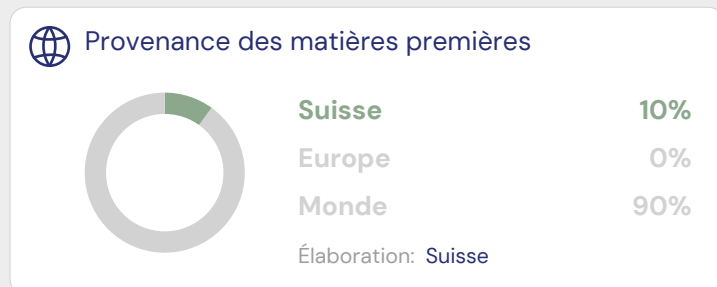 Provenance des matières premières
Suisse 10%
Europe 0%
Monde 90%
Élaboration: Suisse